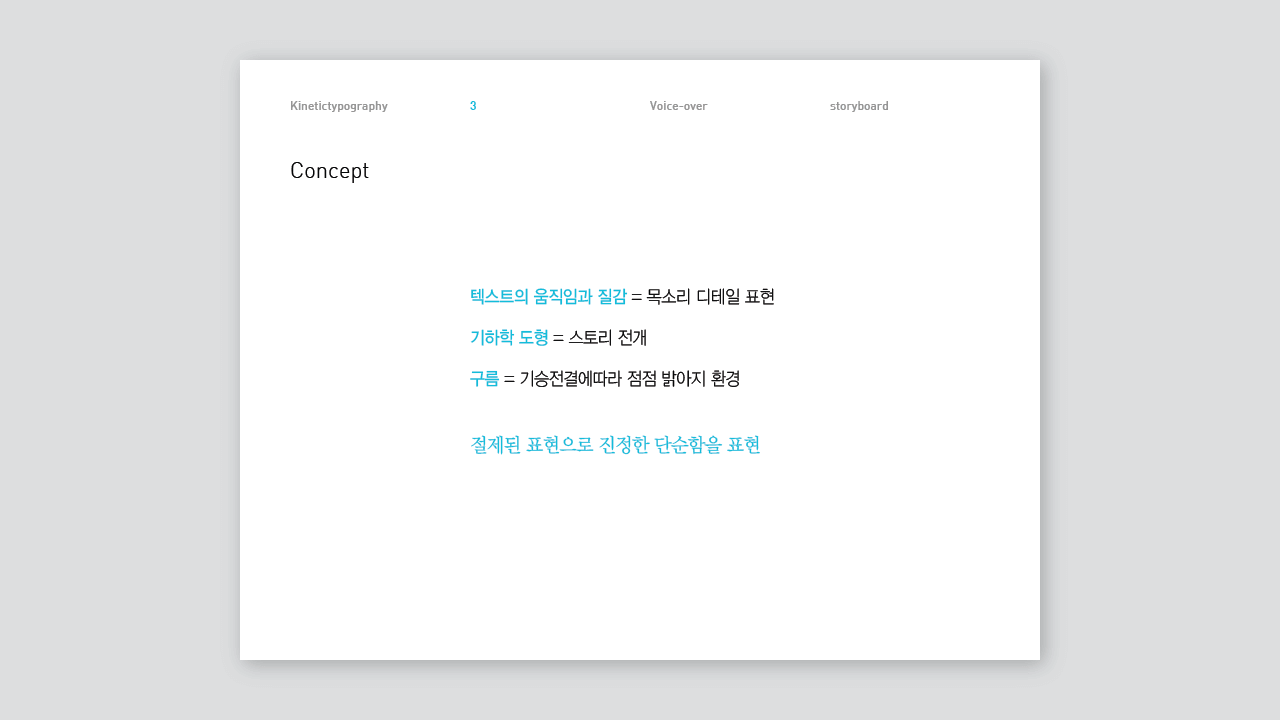 Kinetictypography 3 Voice-over storyboard
Concept
텍스트의 움직임과 질감 = 목소리 디테일 표현
기하학 도형 = 스토리 전개
구름 = 기승전결에따라 점점 밝아지 환경
절제된 표현으로 진정한 단순함을 표현